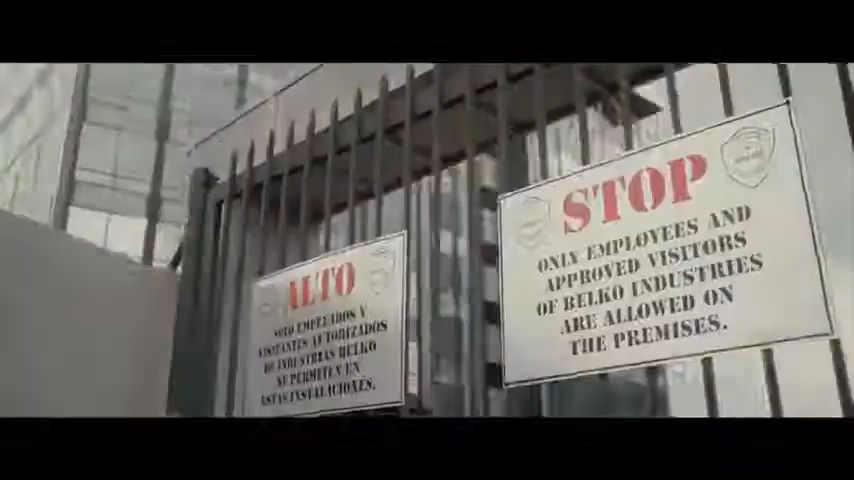 ALTO
SOLO EMPLEADOS Y
VISITANTES AUTORIZADOS
DE INDUSTRIAS BELKO
SE PERMITEN EN
ESTAS INSTALACIONES.
STOP
ONLY EMPLOYEES AND
APPROVED VISITORS
OF BELKO INDUSTRIES
ARE ALLOWED ON
THE PREMISES.